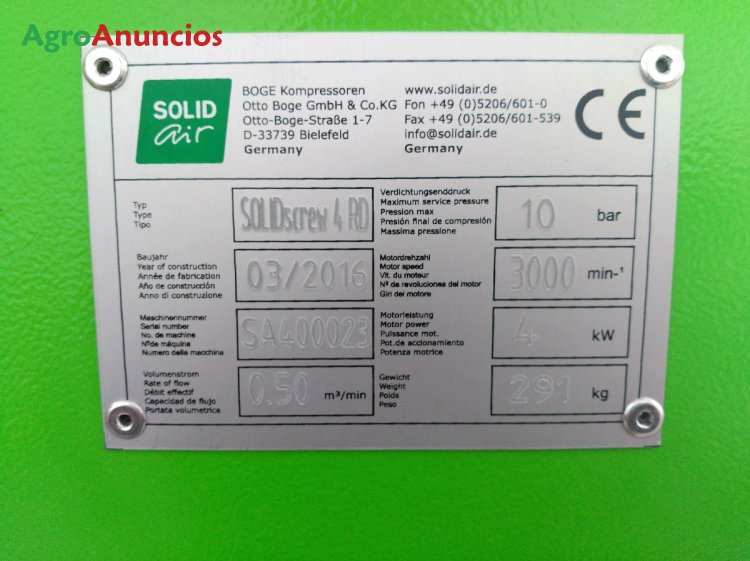 AgroAnuncios
SOLID
air
BOGE Kompressoren
Otto Boge GmbH & Co.KG
Otto-Boge-Straße 1-7
D-33739 Bielefeld
Germany
www.solidair.de
Fon +49 (0)5206/601-0
Fax +49 (0)5206/601-539
info@solidair.de
Germany
CE
Typ
Type
Tipo
SOLIDscrew 4 RD
Verdichtungsenddruck
Maximum service pressure
Pression max
Presión final de compresión
Massima pressione
10 bar
Baujahr
Year of construction
Année de fabrication
Año de construcción
Anno di construzione
03/2016
Motordrehzahl
Motor speed
Vit. du moteur
Nº de revoluciones del motor
Giri del motore
3000 min-¹
Maschinennummer
Serial number
No. de machine
Nºde máquina
Numero della macchina
SA400023
Motorleistung
Motor power
Puissance mot.
Pot.de accionamiento
Potenza motrice
4, kW
Volumenstrom
Rate of flow
Débit effectif
Capacidad de flujo
Portata volumetrica
0.50 m³/min
Gewicht
Weight
Poids
Peso
291 kg